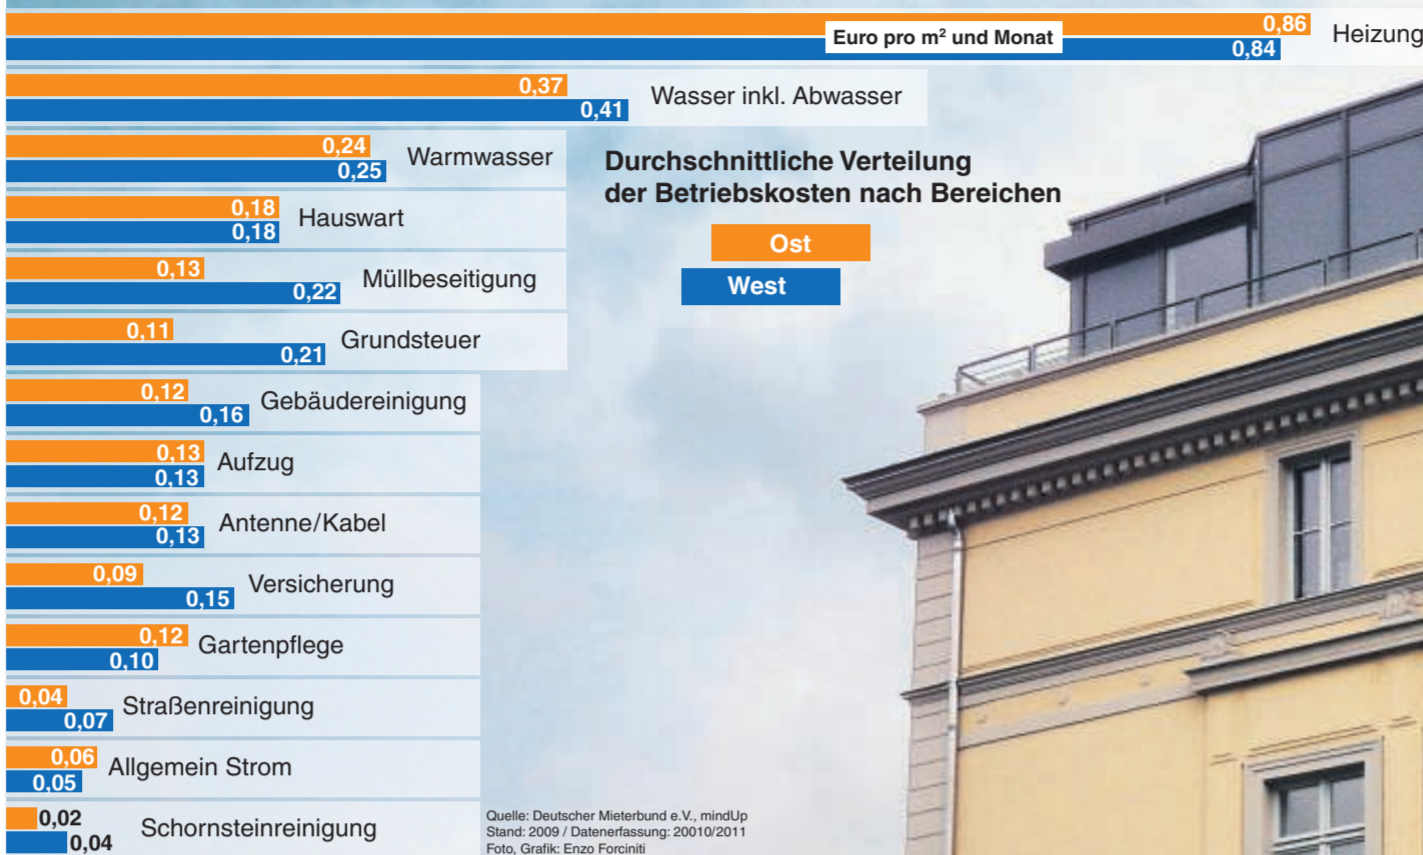 0,86
Heizung
Euro pro m² und Monat
0,84
0,37
Wasser inkl. Abwasser
0,41
0,24
Warmwasser
0,25
Durchschnittliche Verteilung
der Betriebskosten nach Bereichen
Ost
West
0,18
Hauswart
0,18
0,13
Müllbeseitigung
0,22
0,11
Grundsteuer
0,21
0,12
Gebäudereinigung
0,16
0,13
Aufzug
0,13
0,12
Antenne/Kabel
0,13
0,09
Versicherung
0,15
0,12
Gartenpflege
0,10
0,04
Straßenreinigung
0,07
0,06
Allgemein Strom
0,05
0,02
Schornsteinreinigung
0,04
Quelle: Deutscher Mieterbund e.V., mindUp
Stand: 2009 / Datenerfassung: 20010/2011
Foto, Grafik: Enzo Forciniti